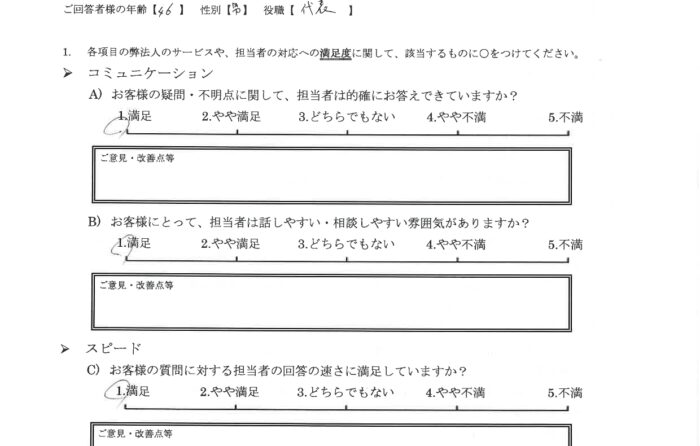 ご回答者様の年齢【46】 性別【男】 役職【 代表 】
1. 各項目の弊法人のサービスや、担当者の対応への満足度に関して、該当するものに○をつけてください。
➤ コミュニケーション
A) お客様の疑問・不明点に関して、担当者は的確にお答えできていますか？
1.満足 2.やや満足 3.どちらでもない 4.やや不満 5.不満
ご意見・改善点等
B) お客様にとって、担当者は話しやすい・相談しやすい雰囲気がありますか？
1.満足 2.やや満足 3.どちらでもない 4.やや不満 5.不満
ご意見・改善点等
➤ スピード
C) お客様の質問に対する担当者の回答の速さに満足していますか？
1.満足 2.やや満足 3.どちらでもない 4.やや不満 5.不満
ご意見・改善点等